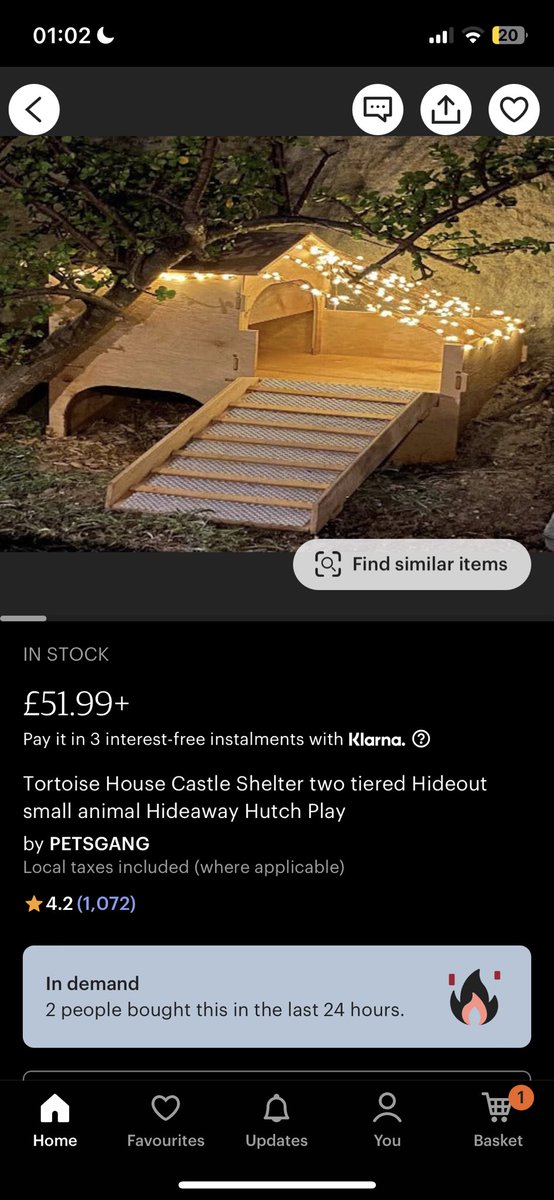 01:02
20
Find similar items
IN STOCK
£51.99+
Pay it in 3 interest-free instalments with Klarna.
Tortoise House Castle Shelter two tiered Hideout
small animal Hideaway Hutch Play
by PETSGANG
Local taxes included (where applicable)
4.2 (1,072)
In demand
2 people bought this in the last 24 hours.
1
Home Favourites Updates You Basket